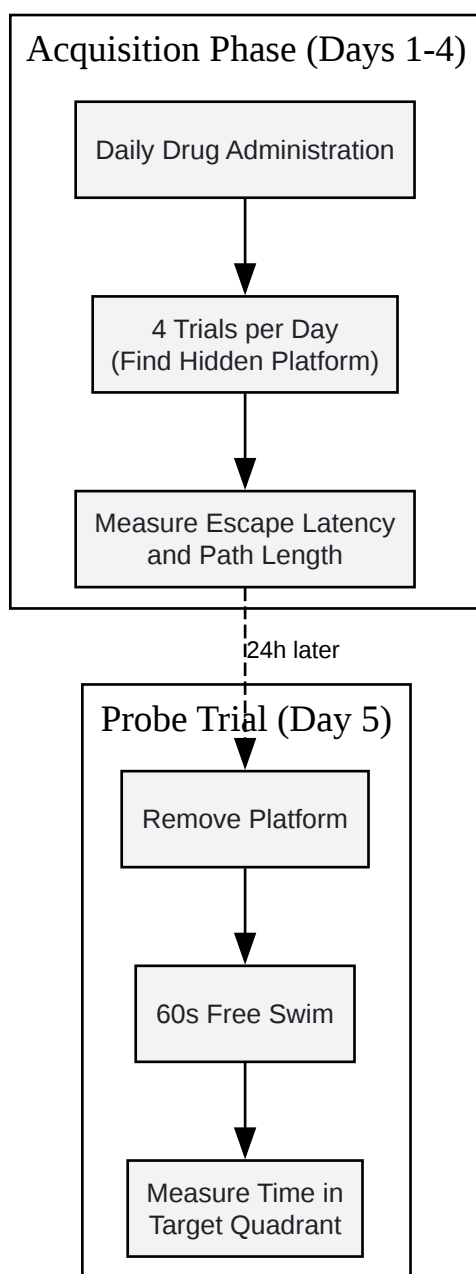 Acquisition Phase (Days 1-4)
Daily Drug Administration
4 Trials per Day
(Find Hidden Platform)
Measure Escape Latency
and Path Length
24h later
Probe Trial (Day 5)
Remove Platform
60s Free Swim
Measure Time in
Target Quadrant